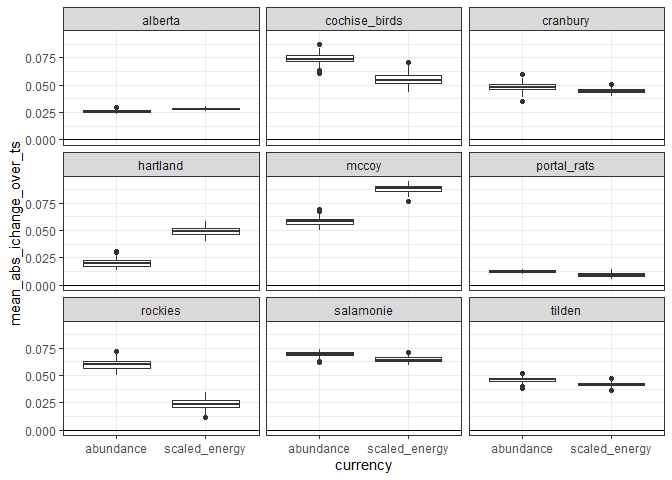 alberta
cochise_birds
cranbury
0.075
0.050
0.025
0.000
hartland
mccoy
portal_rats
0.075
0.050
0.025
0.000
rockies
salamonie
tilden
0.075
0.050
0.025
0.000
abundance scaled_energy
abundance scaled_energy
abundance scaled_energy
currency
mean_abs_ichange_over_ts